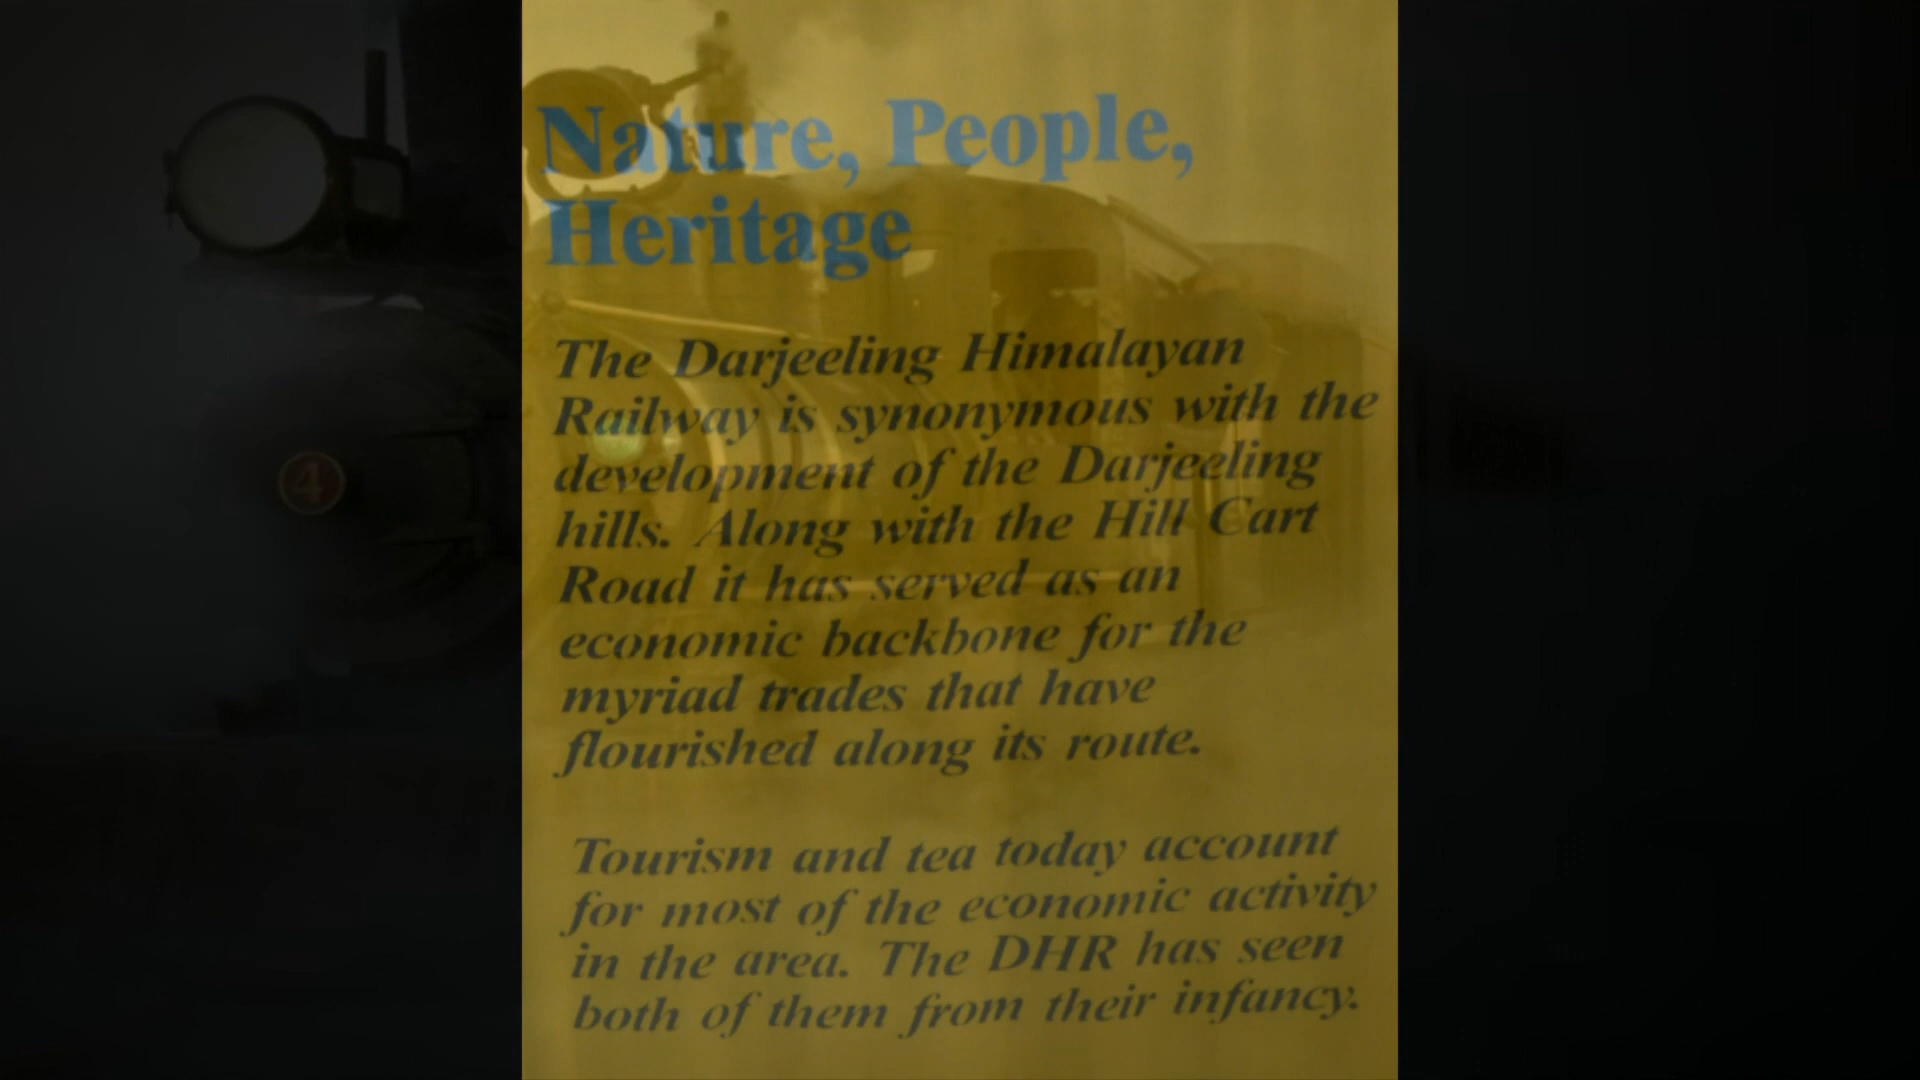 Nature, People,
Heritage
The Darjeeling Himalayan
Railway is synonymous with the
development of the Darjeeling
hills. Along with the Hill Cart
Road it has served as an
economic backbone for the
myriad trades that have
flourished along its route.
Tourism and tea today account
for most of the economic activity
in the area. The DHR has seen
both of them from their infancy.
4